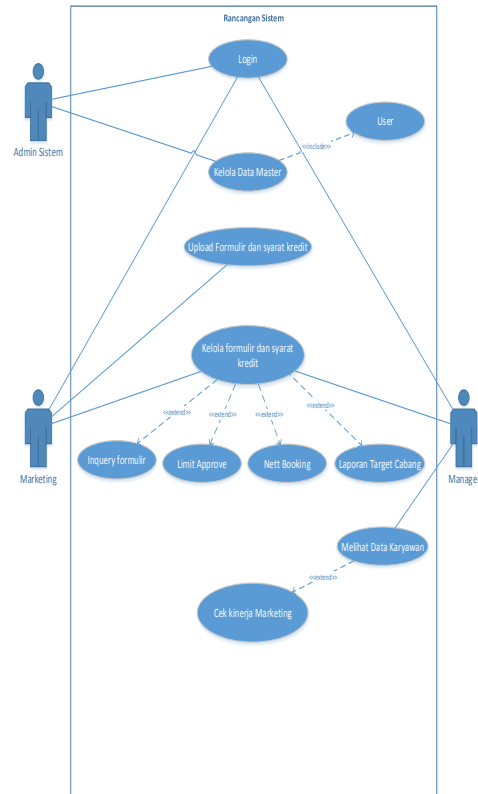 Rancangan Sistem
Login
User
Admin Sistem
<<include>>
Kelola Data Master
Upload Formulir dan syarat kredit
Kelola formulir dan syarat
kredit
<<extend>>
<<extend>>
<<extend>>
<<extend>>
Inquery formulir
Limit Approve
Nett Booking
Laporan Target Cabang
Marketing
Manage
Melihat Data Karyawan
<<extend>>
Cek kinerja Marketing